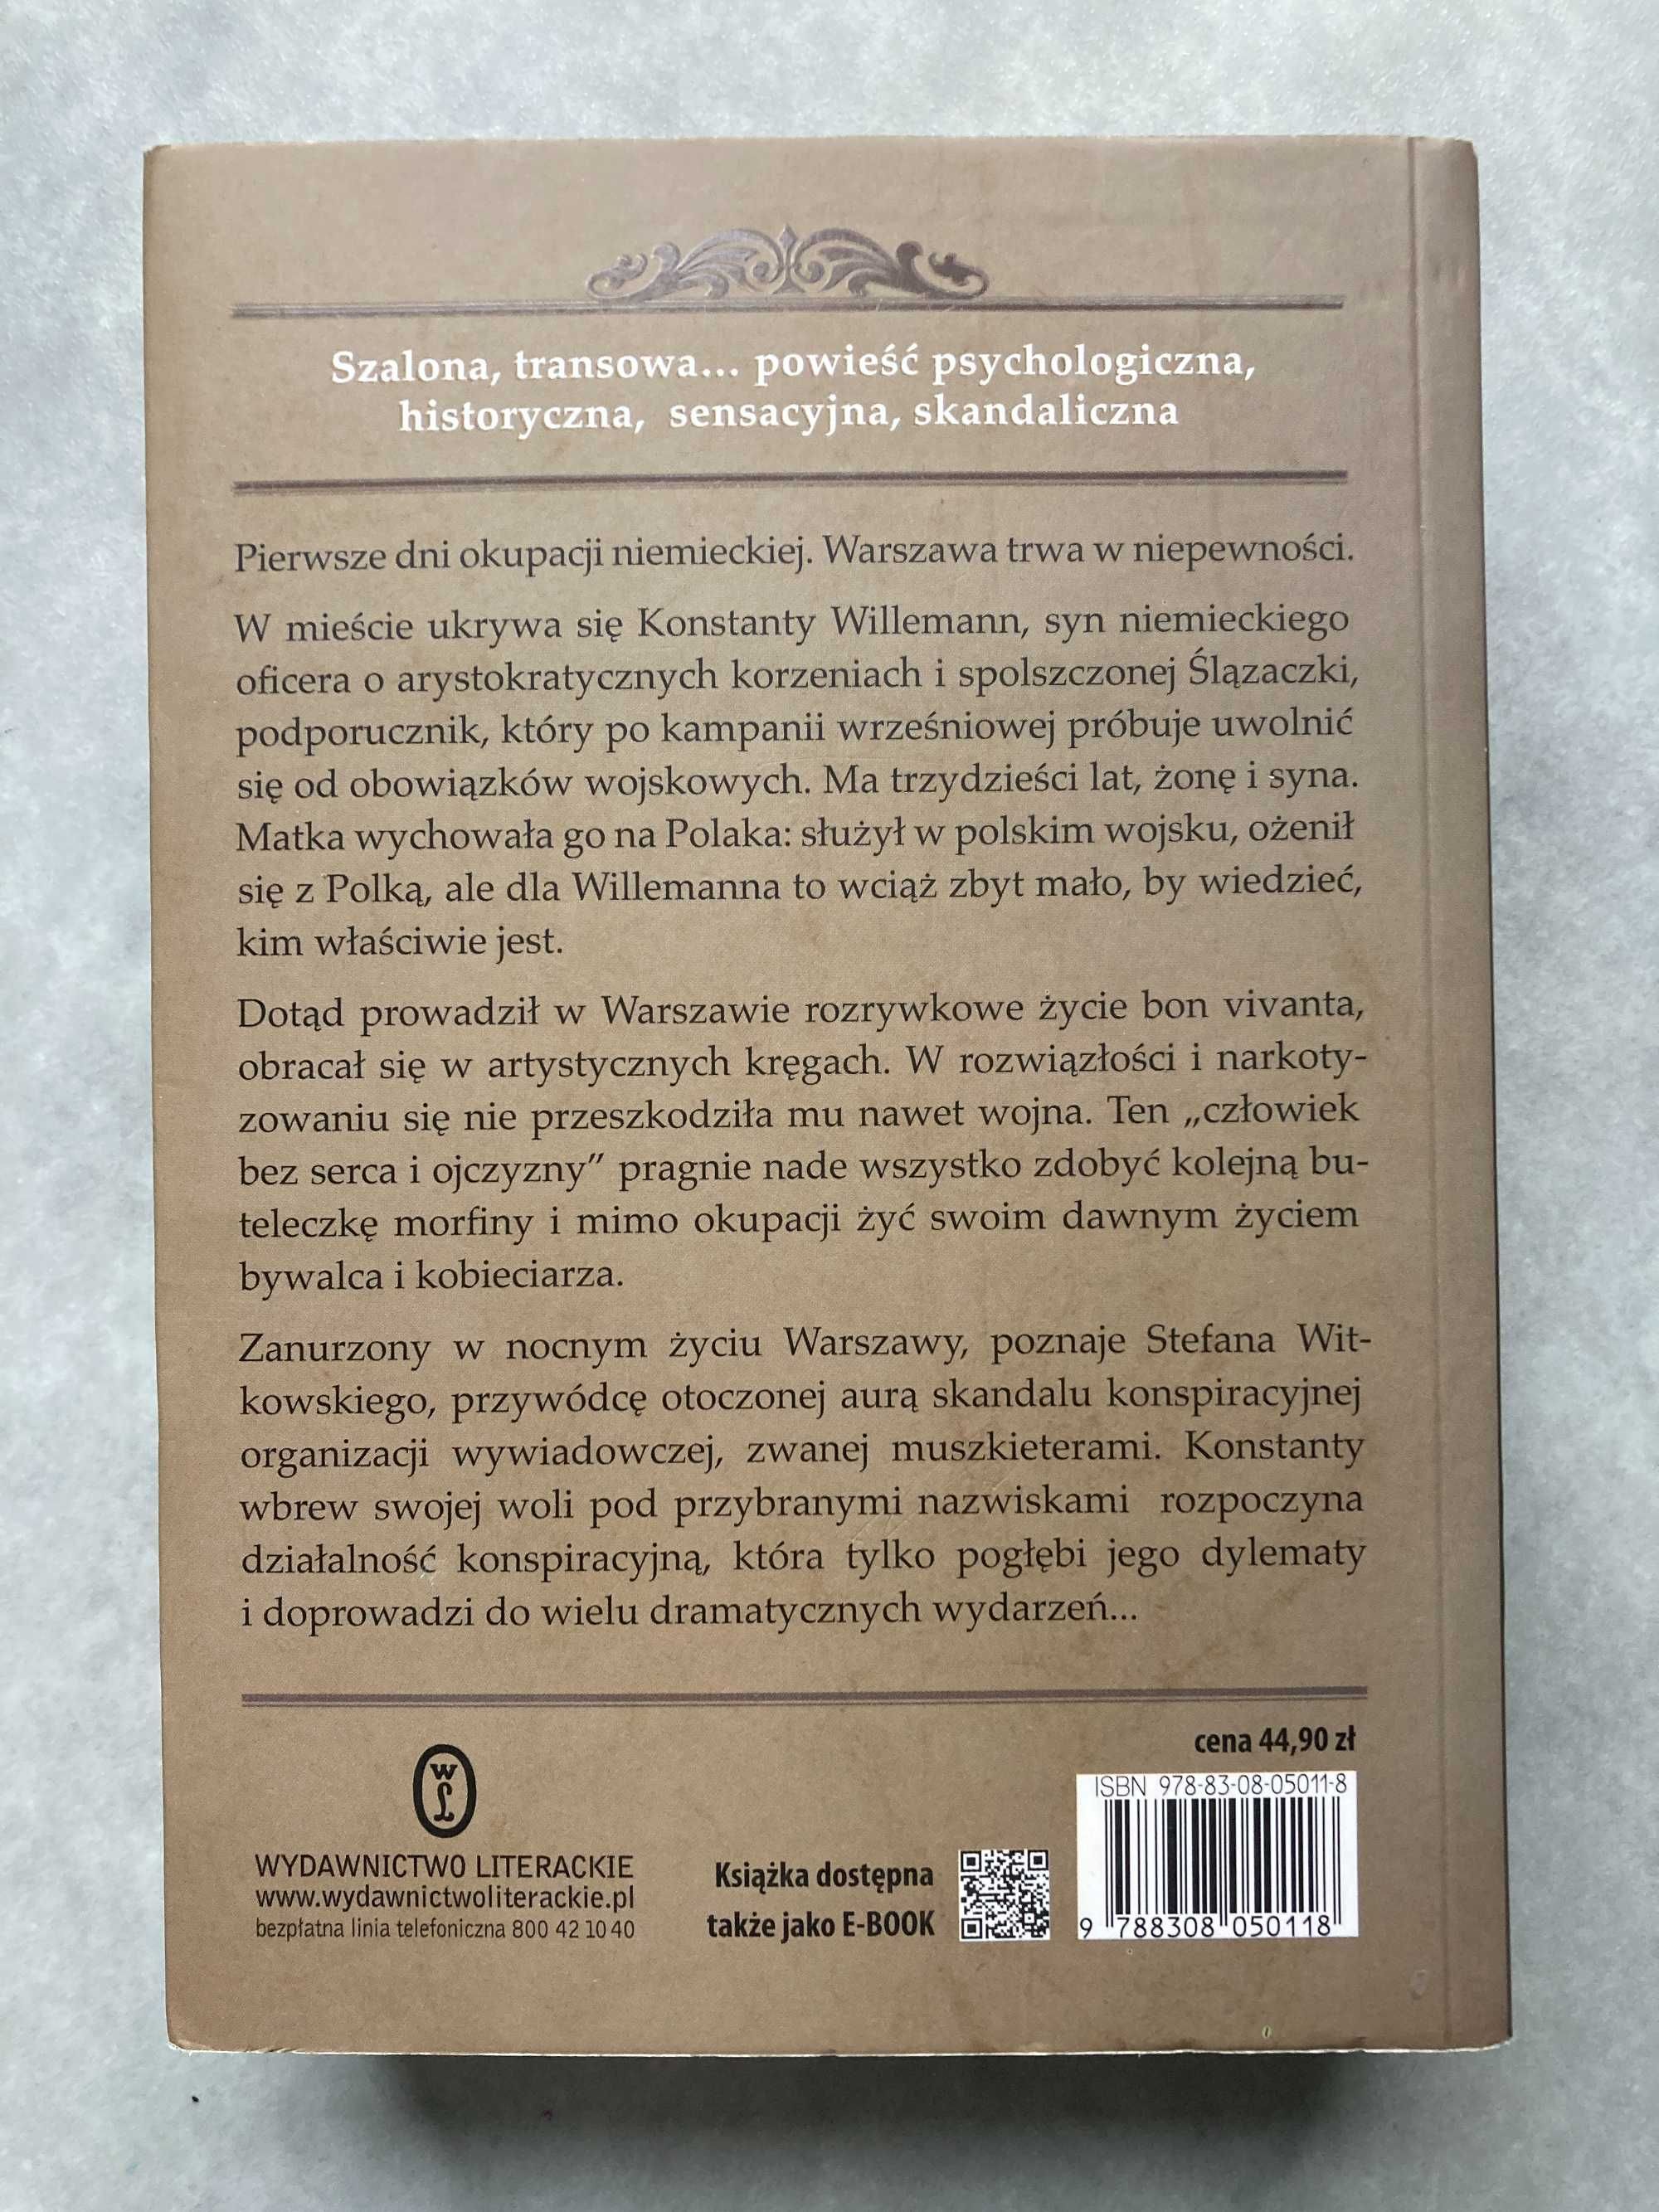 Szalona, transowa... powieść psychologiczna,
historyczna, sensacyjna, skandaliczna
Pierwsze dni okupacji niemieckiej. Warszawa trwa w niepewności.
W mieście ukrywa się Konstanty Willemann, syn niemieckiego
oficera o arystokratycznych korzeniach i spolszczonej Ślązaczki,
podporucznik, który po kampanii wrześniowej próbuje uwolnić
się od obowiązków wojskowych. Ma trzydzieści lat, żonę i syna.
Matka wychowała go na Polaka: służył w polskim wojsku, ożenił
się z Polką, ale dla Willemanna to wciąż zbyt mało, by wiedzieć,
kim właściwie jest.
Dotąd prowadził w Warszawie rozrywkowe życie bon vivanta,
obracał się w artystycznych kręgach. W rozwiązłości i narkoty-
zowaniu się nie przeszkodziła mu nawet wojna. Ten „człowiek
bez serca i ojczyzny” pragnie nade wszystko zdobyć kolejną bu-
teleczkę morfiny i mimo okupacji żyć swoim dawnym życiem
bywalca i kobieciarza.
Zanurzony w nocnym życiu Warszawy, poznaje Stefana Wit-
kowskiego, przywódcę otoczonej aurą skandalu konspiracyjnej
organizacji wywiadowczej, zwanej muszkieterami. Konstanty
wbrew swojej woli pod przybranymi nazwiskami rozpoczyna
działalność konspiracyjną, która tylko pogłębi jego dylematy
i doprowadzi do wielu dramatycznych wydarzeń...
WL
WYDAWNICTWO LITERACKIE
www.wydawnictwoliterackie.pl
bezpłatna linia telefoniczna 800 42 10 40
Książka dostępna
także jako E-BOOK
cena 44,90 zł
ISBN 978-83-08-05011-8
9 788308 050118